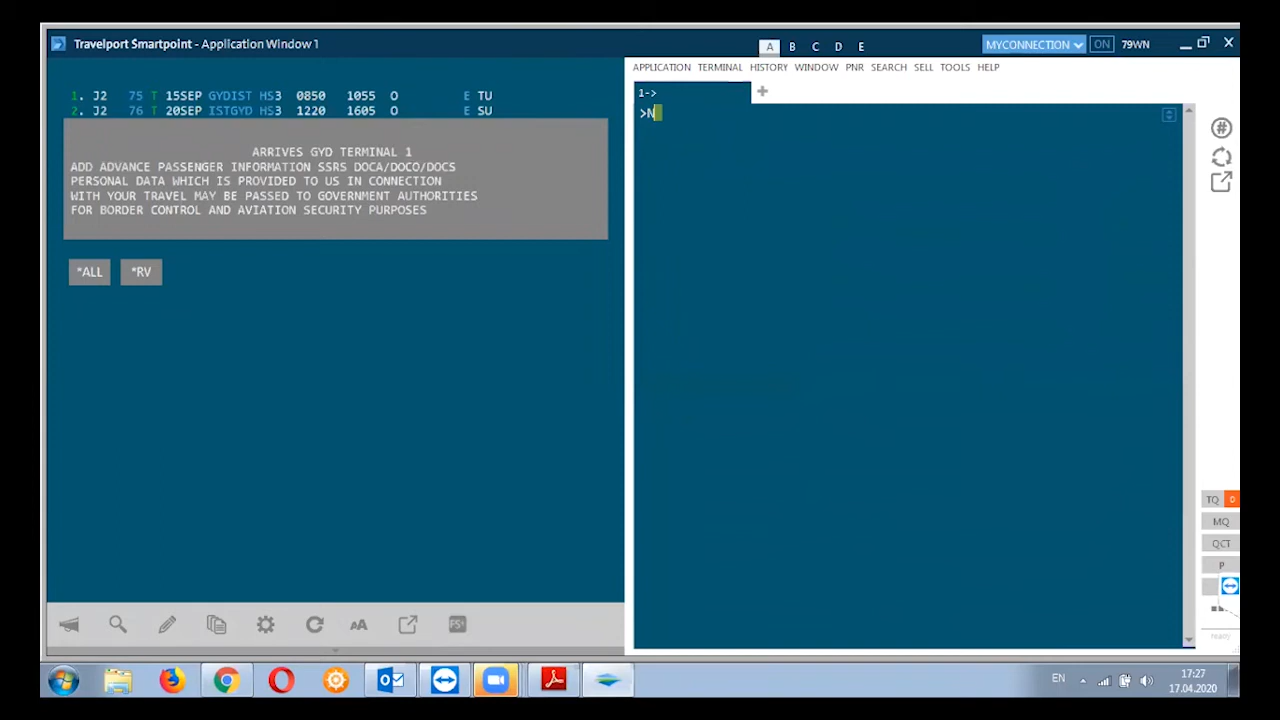 Travelport Smartpoint - Application Window 1
A B C D E
MYCONNECTION ON 79WN
APPLICATION TERMINAL HISTORY WINDOW PNR SEARCH SELL TOOLS HELP
1->
>N
1. J2 75 T 15SEP GYDIST HS3 0850 1055 O E TU
2. J2 76 T 20SEP ISTGYD HS3 1220 1605 O E SU
ARRIVES GYD TERMINAL 1
ADD ADVANCE PASSENGER INFORMATION SSRS DOCA/DOCO/DOCS
PERSONAL DATA WHICH IS PROVIDED TO US IN CONNECTION
WITH YOUR TRAVEL MAY BE PASSED TO GOVERNMENT AUTHORITIES
FOR BORDER CONTROL AND AVIATION SECURITY PURPOSES
*ALL *RV
TQ 0
MQ
QCT
P
ready
AA
FS+
EN
17:27
17.04.2020